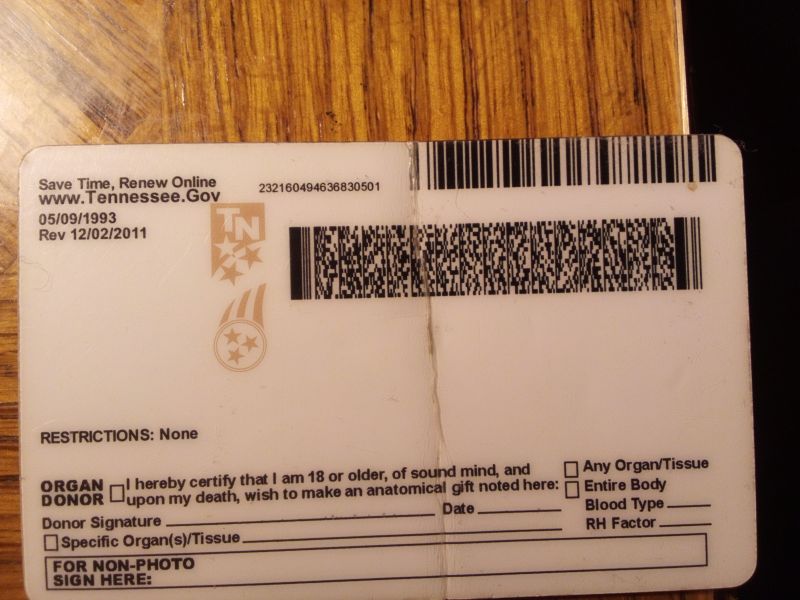 Save Time, Renew Online
www.Tennessee.Gov
232160494636830501
05/09/1993
Rev 12/02/2011
TN
RESTRICTIONS: None
ORGAN DONOR I hereby certify that I am 18 or older, of sound mind, and
upon my death, wish to make an anatomical gift noted here:
Any Organ/Tissue
Entire Body
Donor Signature Date
Blood Type
Specific Organ(s)/Tissue
RH Factor
FOR NON-PHOTO
SIGN HERE: